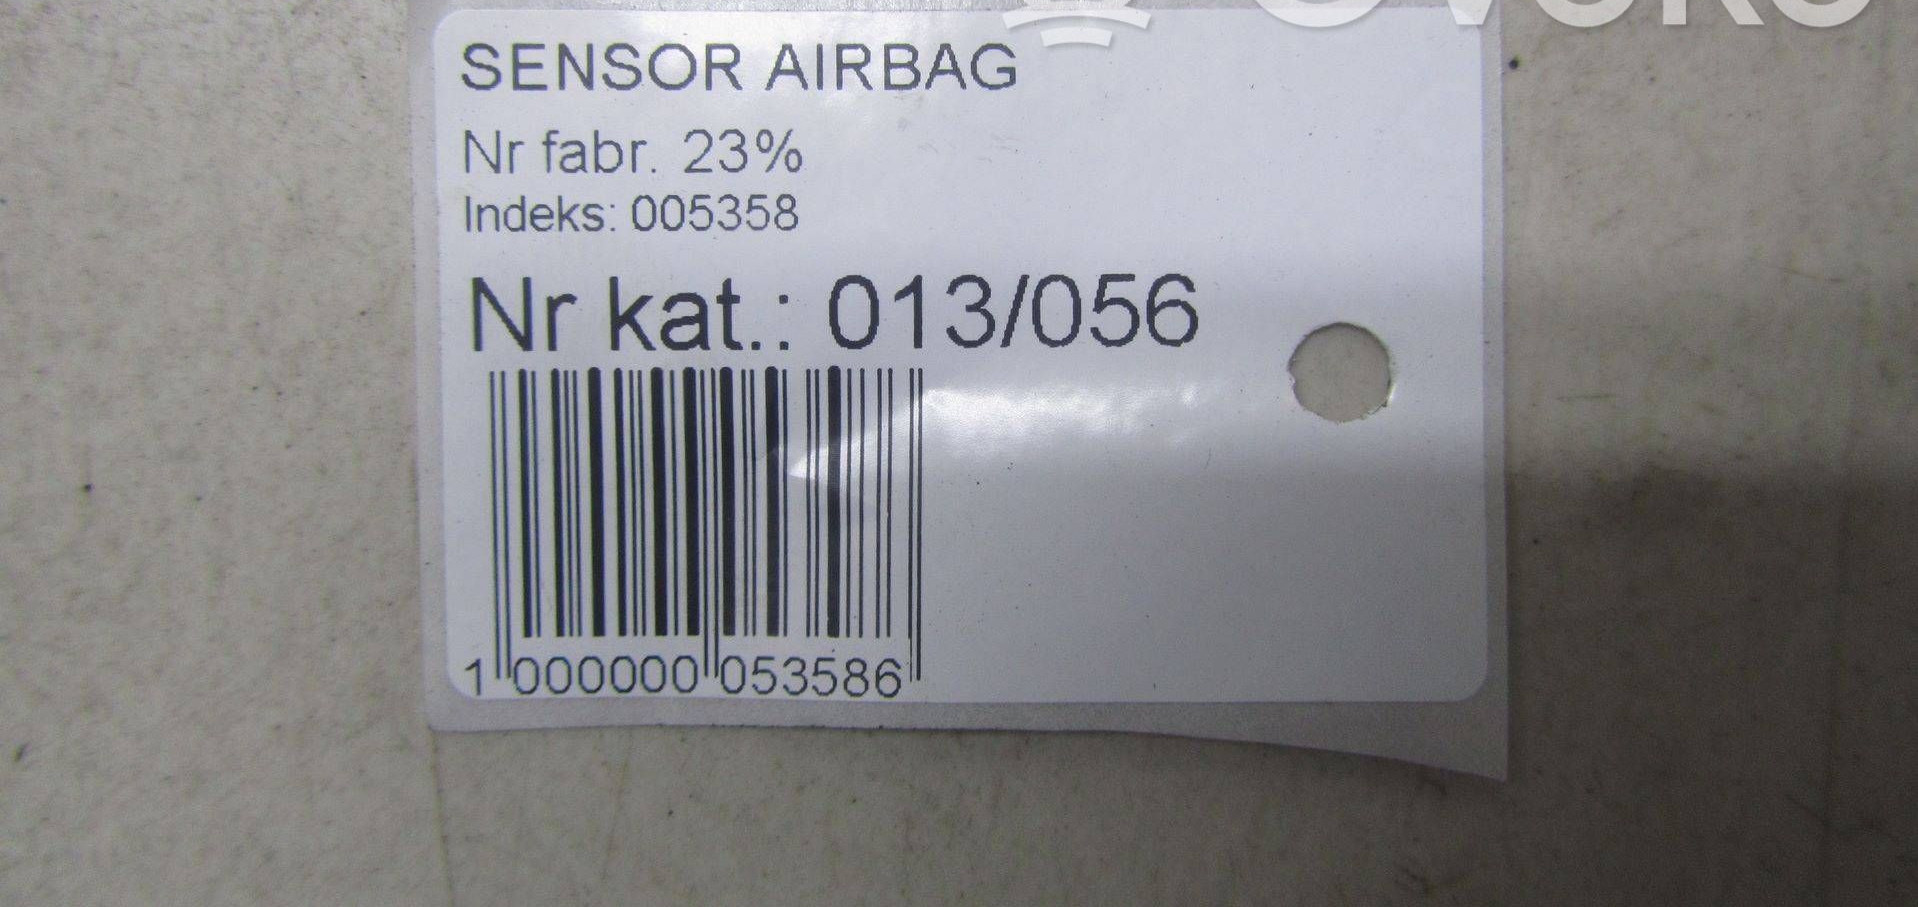 SENSOR AIRBAG
Nr fabr. 23%
Indeks: 005358
Nr kat.: 013/056
1 000000 053586